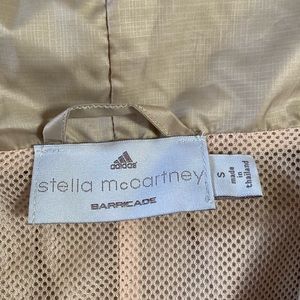 adidas
stella mccartney
BARRICADE
S
made
in
thailand